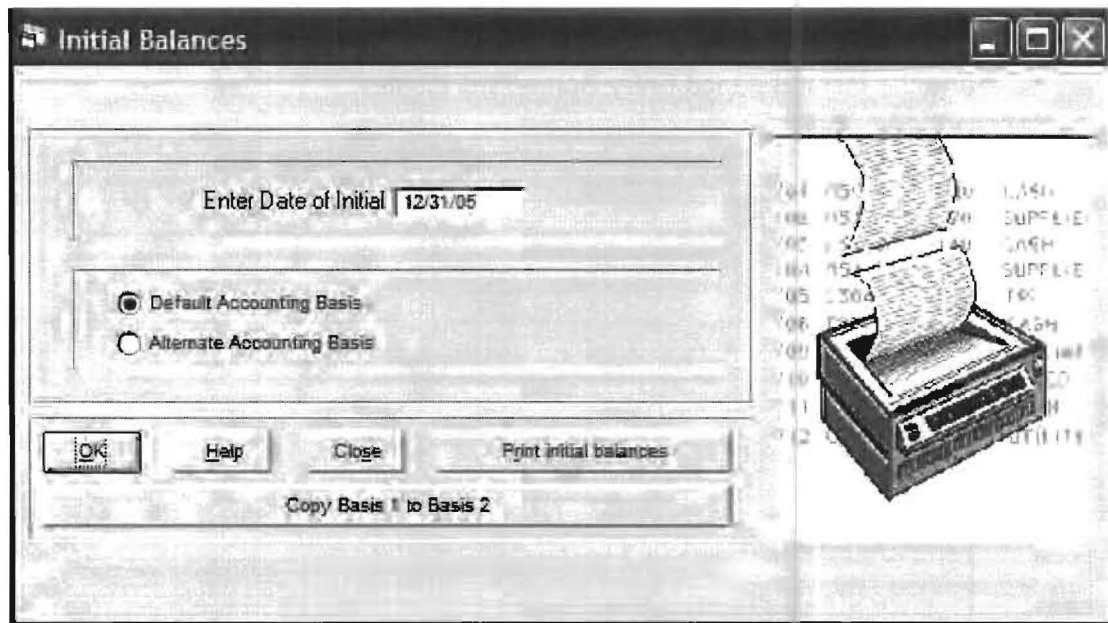 Initial Balances
Enter Date of Initial 12/31/05
Default Accounting Basis
Alternate Accounting Basis
OK Help Close Print initial balances
Copy Basis 1 to Basis 2
CASH
SUPPLIE
CASH
SUPPLIE
CASH